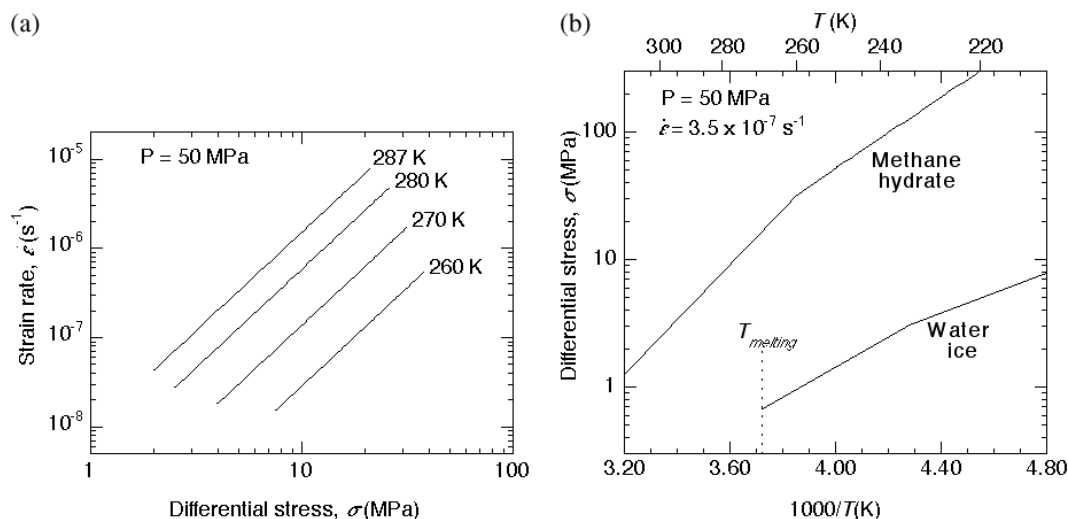 (a)
P = 50 MPa
287 K
280 K
270 K
260 K
10⁻⁵
10⁻⁶
10⁻⁷
10⁻⁸
Strain rate, ε̇ (s⁻¹)
1 10 100
Differential stress, σ (MPa)
(b)
T (K)
300 280 260 240 220
P = 50 MPa
ε̇ = 3.5 x 10⁻⁷ s⁻¹
Methane
hydrate
Water
ice
T melting
100
10
1
Differential stress, σ (MPa)
3.20 3.60 4.00 4.40 4.80
1000/T(K)